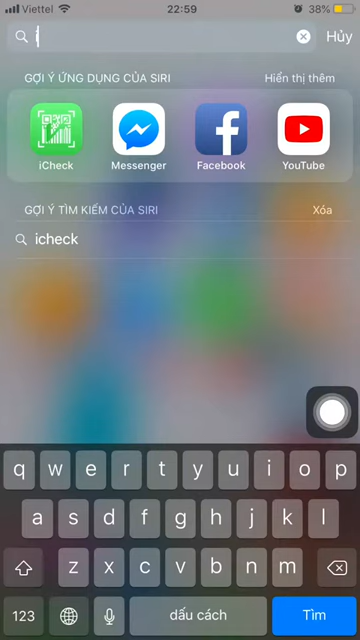 Viettel 22:59 38%
i Hủy
GỢI Ý ỨNG DỤNG CỦA SIRI Hiển thị thêm
iCheck Messenger Facebook YouTube
GỢI Ý TÌM KIẾM CỦA SIRI Xóa
icheck
q w e r t y u i o p
a s d f g h j k l
z x c v b n m
123 dấu cách Tìm